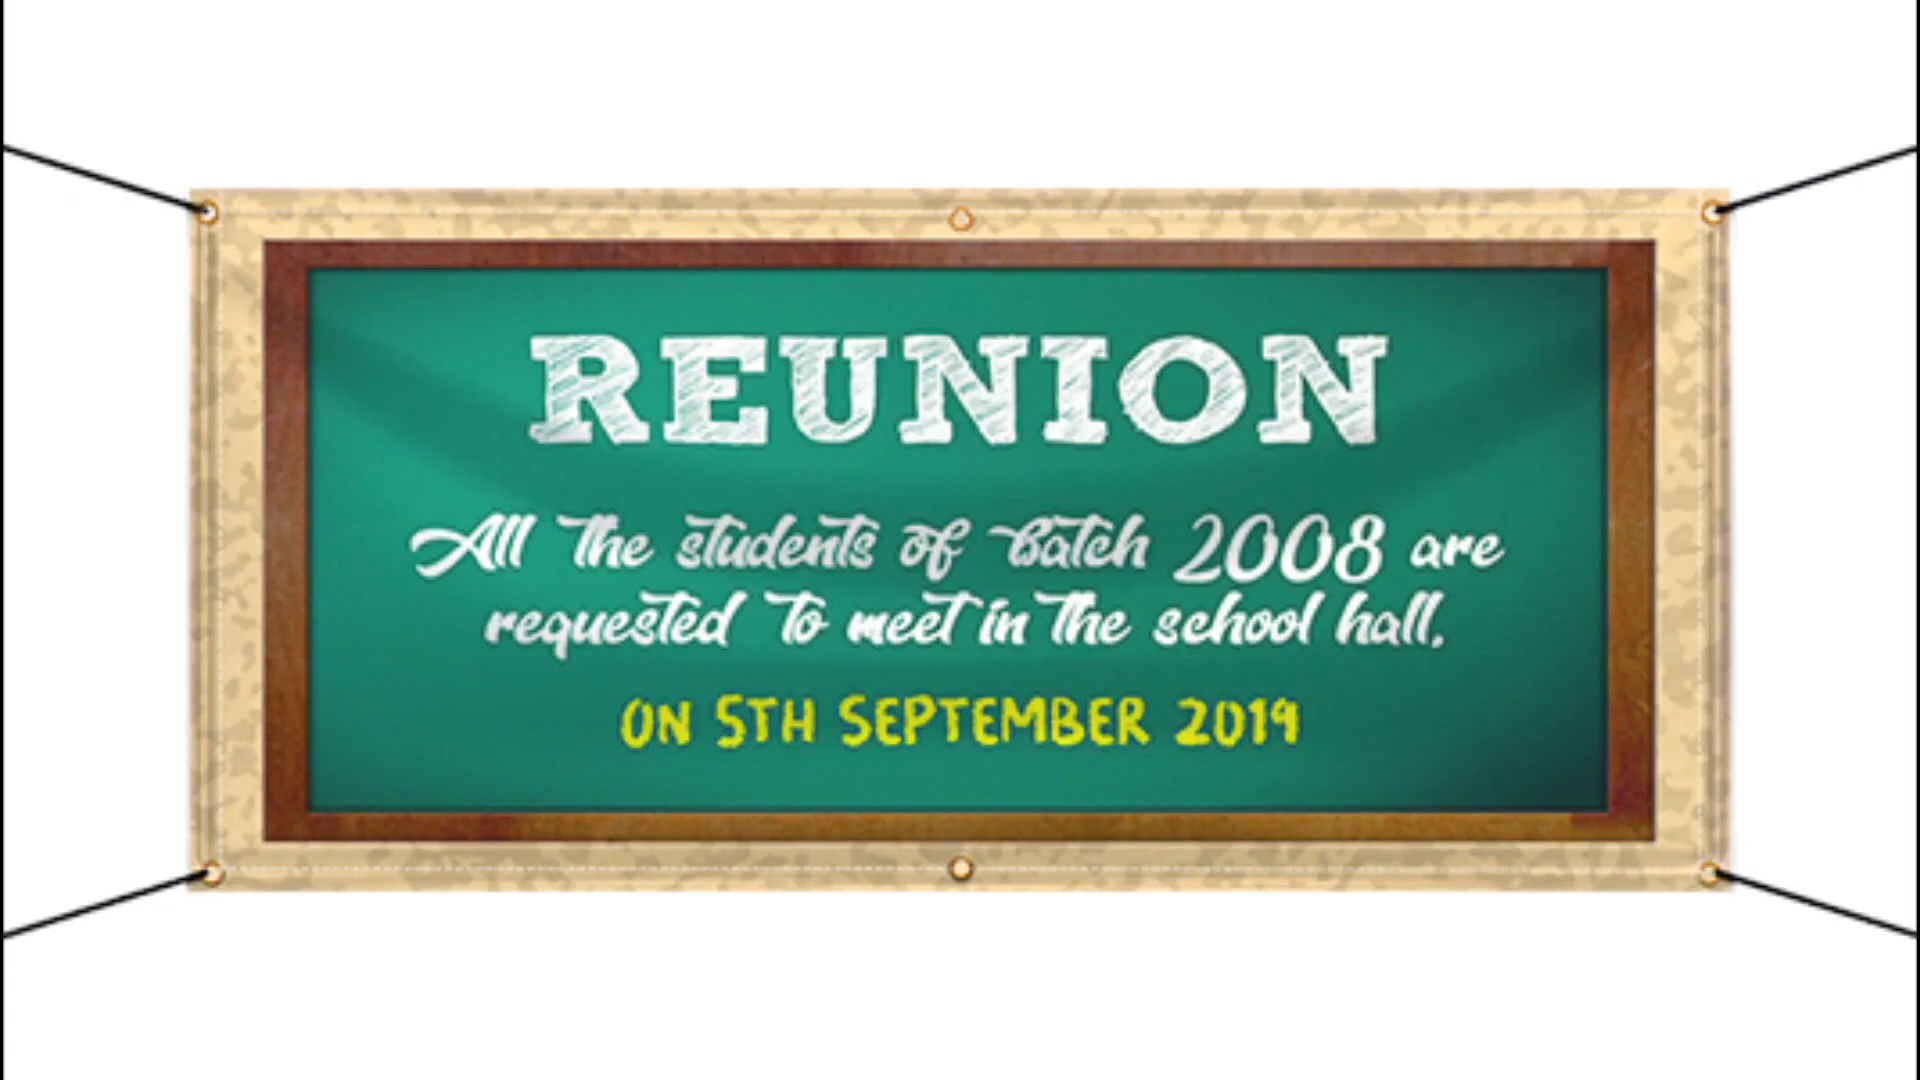 REUNION
All the students of Batch 2008 are
requested to meet in the school hall.
ON 5TH SEPTEMBER 2019